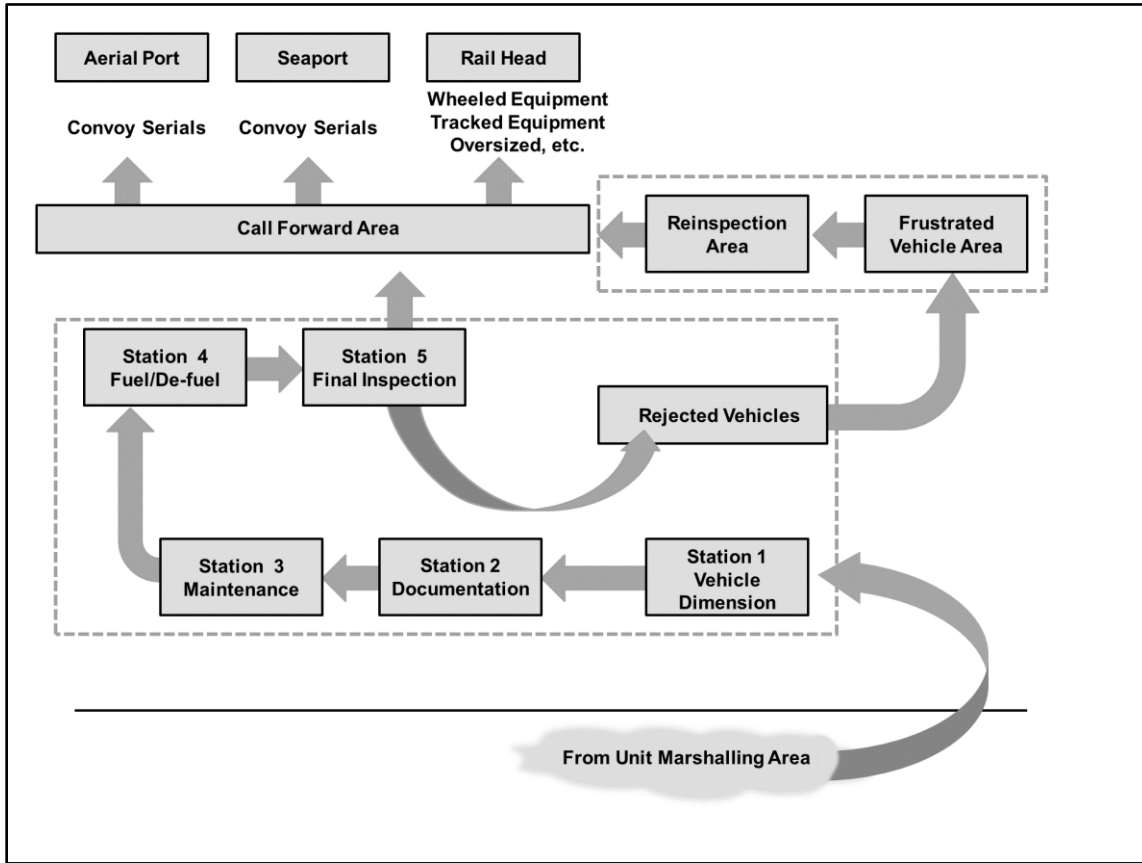 Aerial Port
Seaport
Rail Head
Convoy Serials
Convoy Serials
Wheeled Equipment
Tracked Equipment
Oversized, etc.
Call Forward Area
Reinspection
Area
Frustrated
Vehicle Area
Station 4
Fuel/De-fuel
Station 5
Final Inspection
Rejected Vehicles
Station 3
Maintenance
Station 2
Documentation
Station 1
Vehicle
Dimension
From Unit Marshalling Area